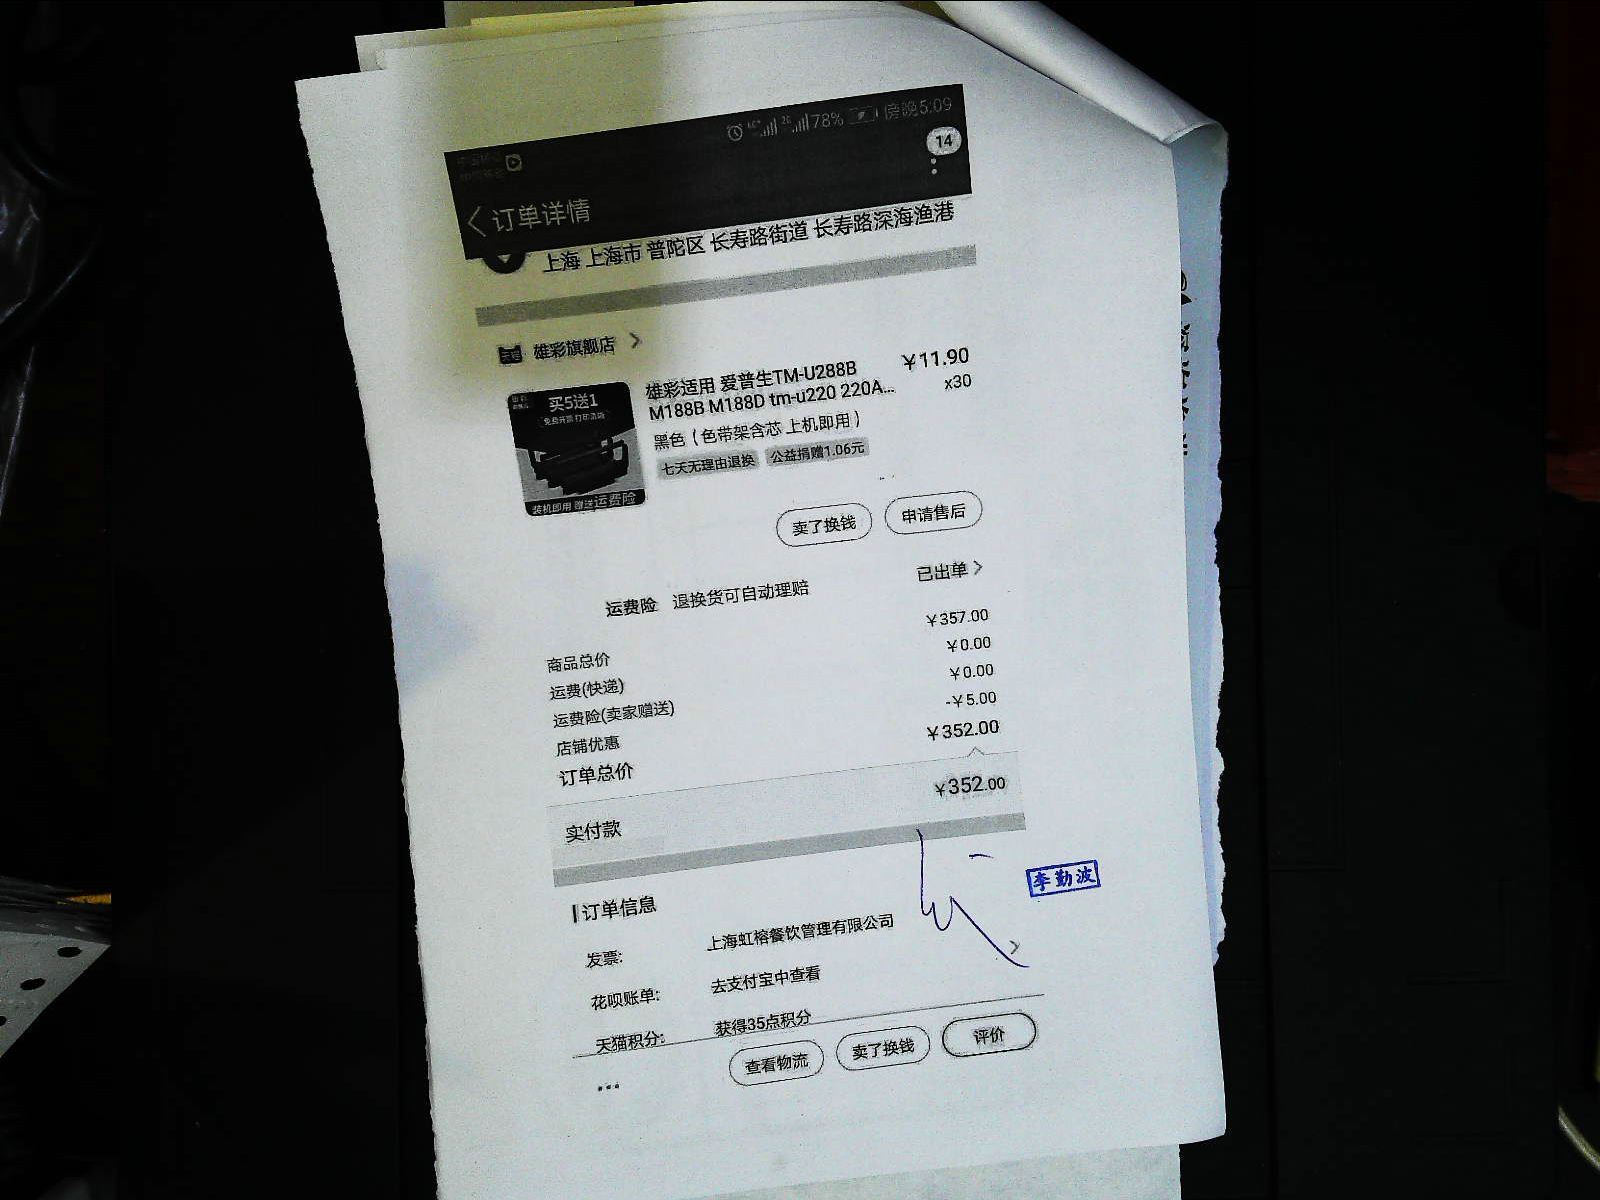 78% 傍晚5:09
14
订单详情
上海 上海市 普陀区 长寿路街道 长寿路深海渔港
雄彩旗舰店
雄彩适用 爱普生TM-U288B ￥11.90
M188B M188D tm-u220 220A... x30
黑色（色带架含芯 上机即用）
七天无理由退换 公益捐赠1.06元
买5送1
装机即用 赠送运费险
卖了换钱 申请售后
运费险 退换货可自动理赔 已出单
商品总价 ￥357.00
运费(快递) ￥0.00
运费险(卖家赠送) ￥0.00
店铺优惠 -￥5.00
订单总价 ￥352.00
实付款 ￥352.00
李勤波
订单信息
发票: 上海虹榕餐饮管理有限公司
花呗账单: 去支付宝中查看
天猫积分: 获得35点积分
... 查看物流 卖了换钱 评价